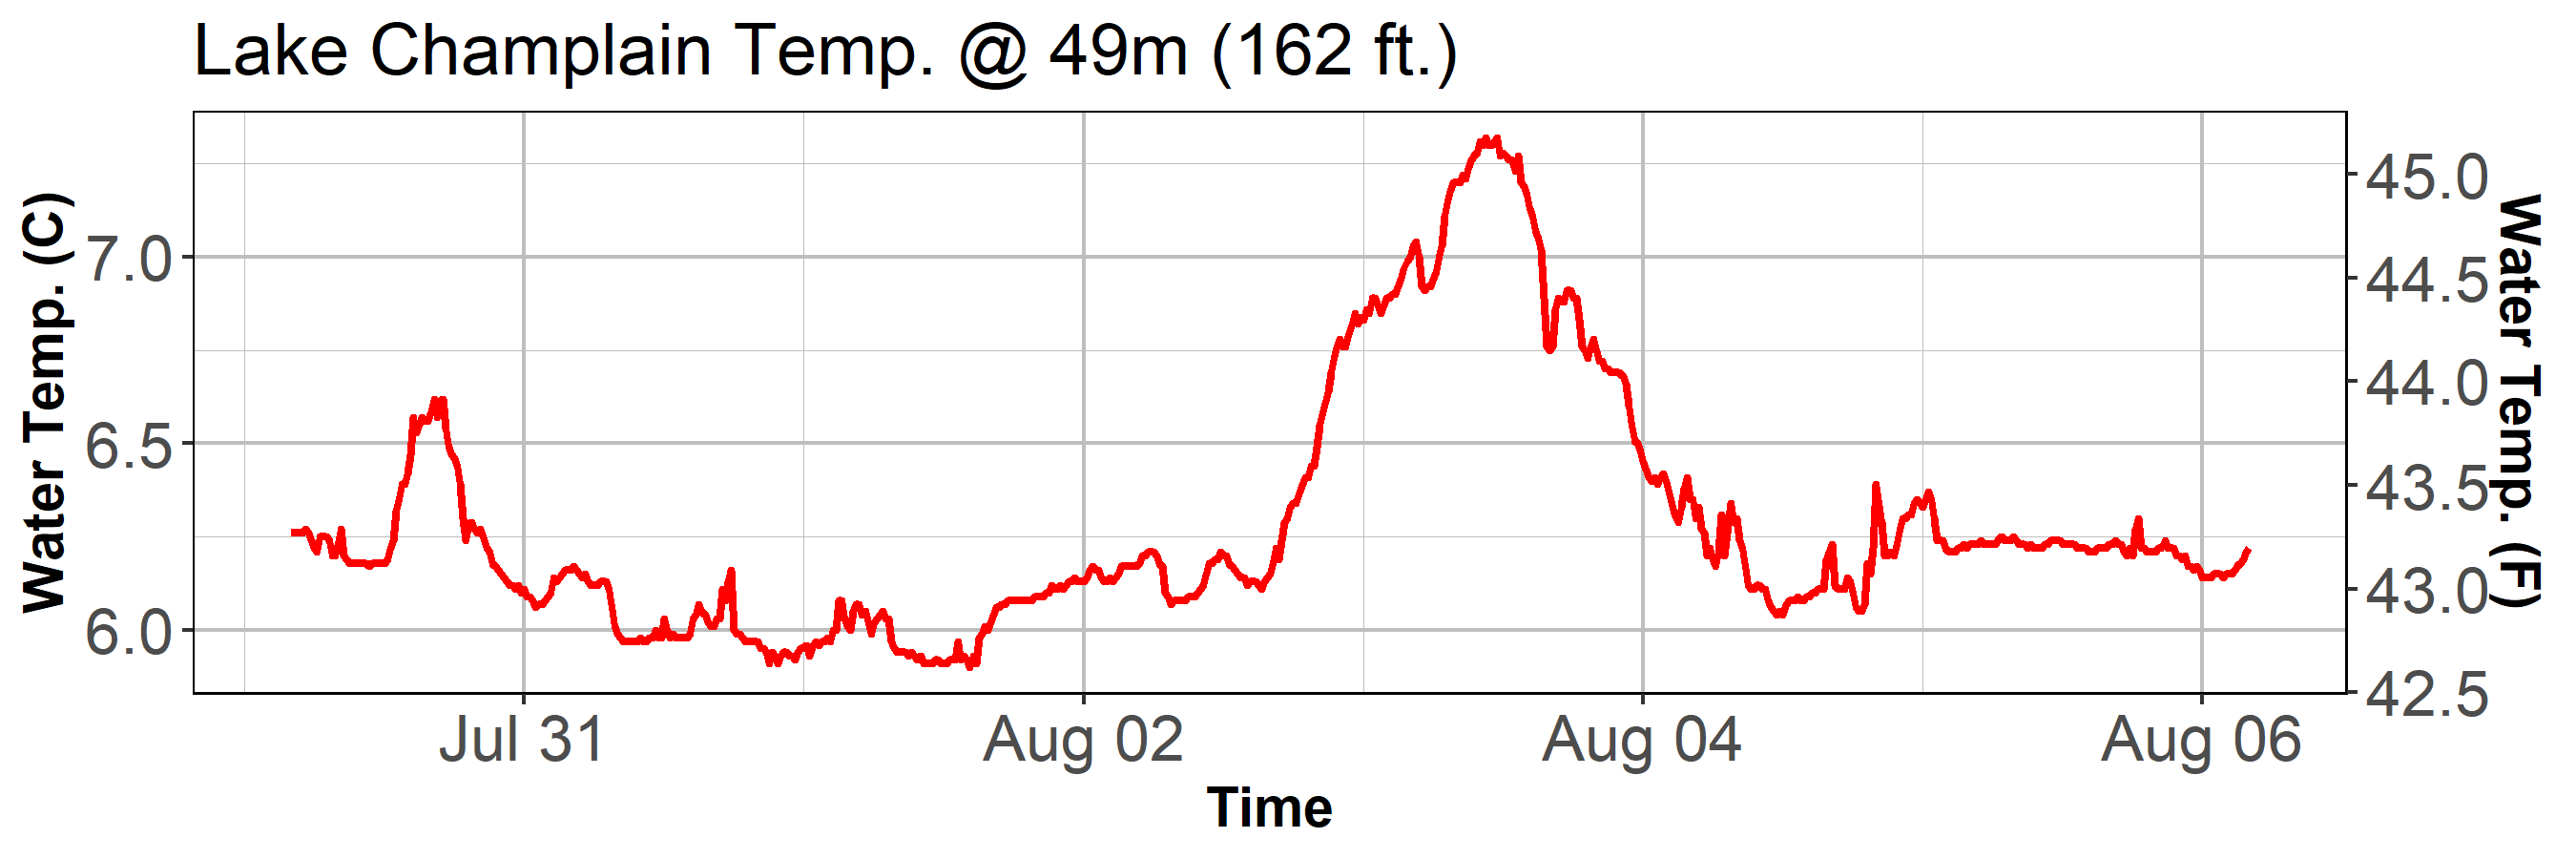 Lake Champlain Temp. @ 49m (162 ft.)
Water Temp. (C)
7.0
6.5
6.0
45.0
44.5
44.0
43.5
43.0
42.5
Water Temp. (F)
Jul 31
Aug 02
Aug 04
Aug 06
Time